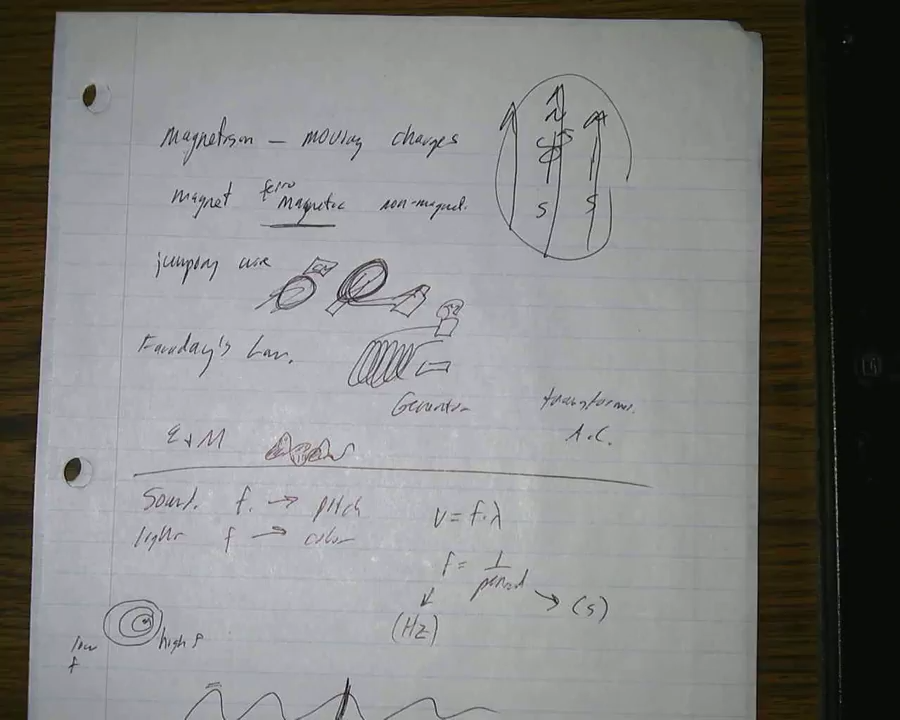 magnetism – moving charges
magnet ferro magnetic non-magnet.
N
S S
jumping wire
Faraday's Law.
Generator transformer.
A.C.
E + M
Sound. f. → pitch
light f → color
v = f·λ
f = 1/period
(Hz) (s)
low f high f